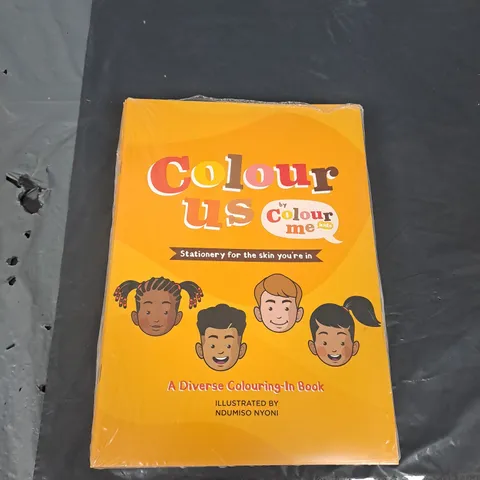 Colour
us
by
Colour
me
Stationery for the skin you're in
A Diverse Colouring-In Book
ILLUSTRATED BY
NDUMISO NYONI